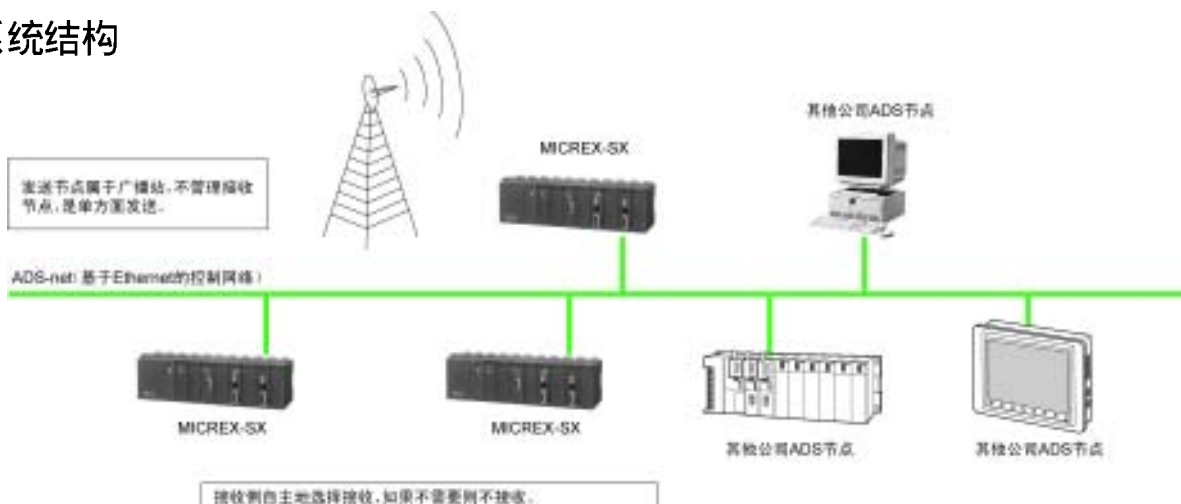 系统结构
其他公司ADS节点
MICREX-SX
发送节点属于广播站,不管理接收
节点,是单方面发送.
ADS-net(基于Ethernet的控制网络)
MICREX-SX
MICREX-SX
其他公司ADS节点
其他公司ADS节点
接收侧自主地选择接收,如果不需要则不接收.